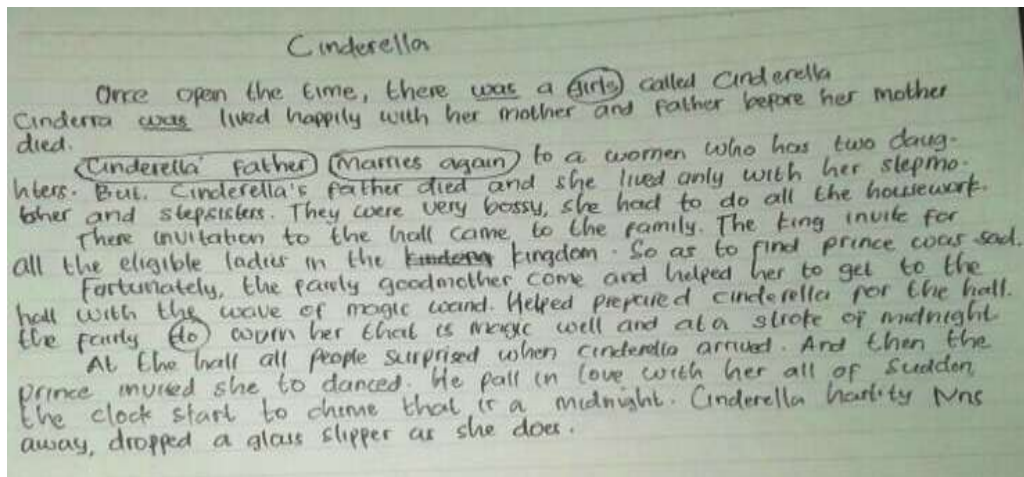 Cinderella
Once open the time, there was a girls called Cinderella
Cinderra was lived happily with her mother and father before her mother
died.
Cinderella' father Marries again to a women who has two daug-
hters. But. Cinderella's father died and she lived only with her stepmo-
ther and stepsisters. They were very bossy, she had to do all the housework.
There invitation to the hall came to the family. The king invite for
all the eligible ladies in the kingdom. So as to find prince was sad.
Fortunately, the fairly goodmother come and helped her to get to the
hall with the wave of magic wand. Helped prepared cinderella for the hall.
the fairly do worn her that is magic well and at a stroke of midnight
At the hall all people surprised when cinderella arrived. And then the
prince invited she to danced. He fall in love with her all of sudden
the clock start to chime that is a midnight. Cinderella
away, dropped a glass slipper as she does.